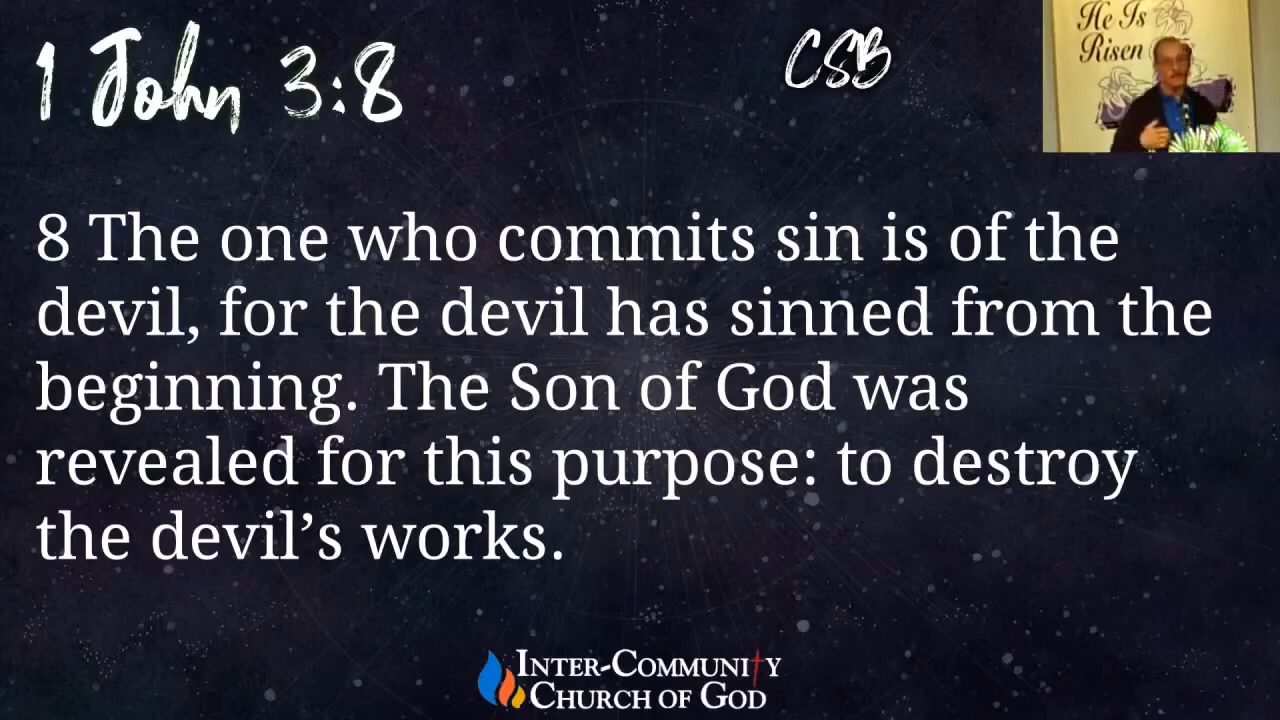 1 John 3:8
CSB
He Is
Risen
8 The one who commits sin is of the
devil, for the devil has sinned from the
beginning. The Son of God was
revealed for this purpose: to destroy
the devil’s works.
Inter-Community
Church of God